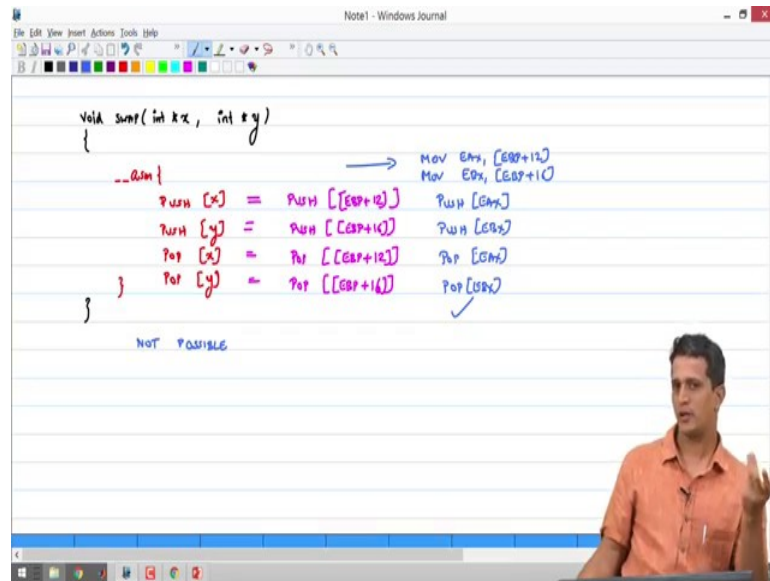 Note1 - Windows Journal
File Edit View Insert Actions Tools Help
void swap( int *x, int *y)
{
MOV EAX, [EBP+12]
__asm{
MOV EBX, [EBP+16]
PUSH [x] = PUSH [[EBP+12]] PUSH [EAX]
PUSH [y] = PUSH [[EBP+16]] PUSH [EBX]
POP [x] = POP [[EBP+12]] POP [EAX]
} POP [y] = POP [[EBP+16]] POP [EBX]
}
NOT POSSIBLE